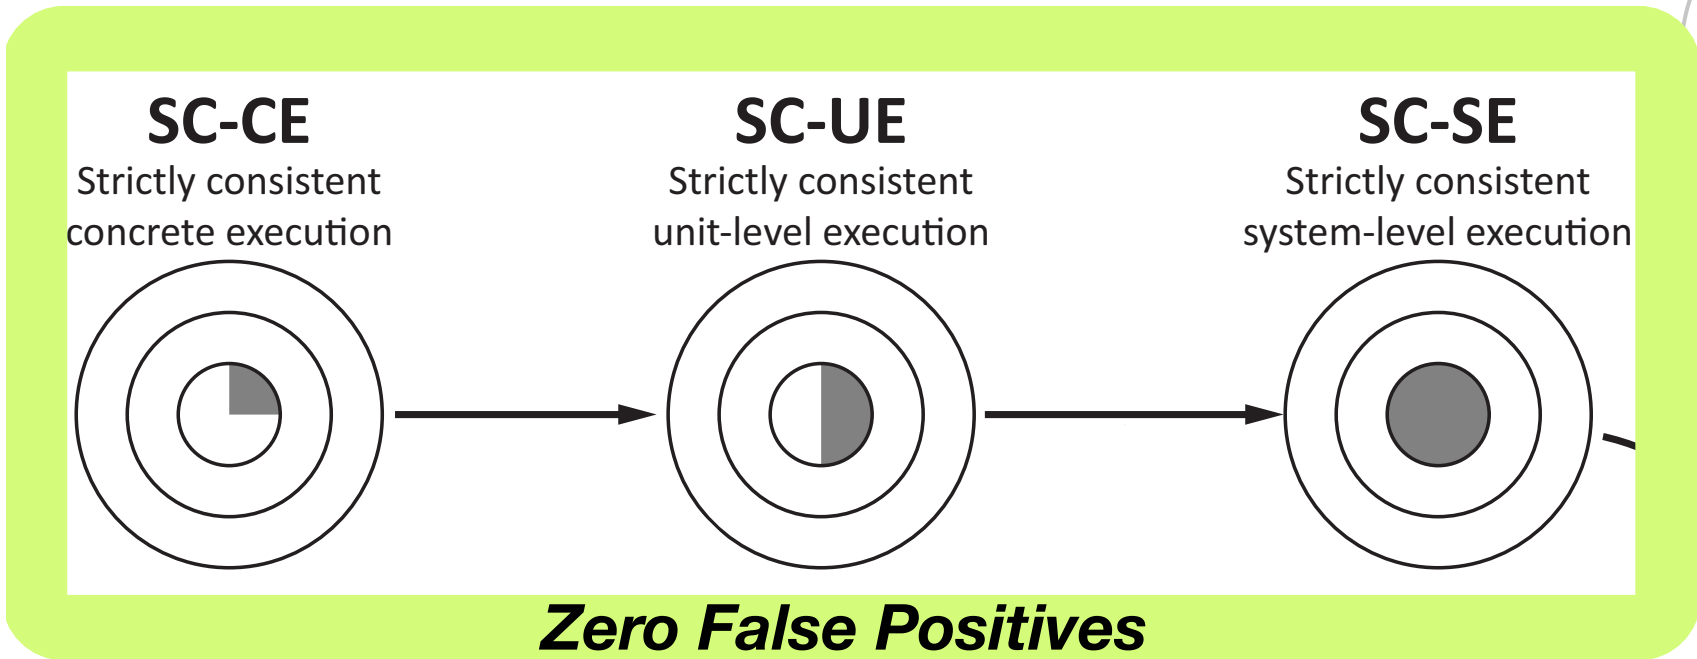 SC-CE
Strictly consistent
concrete execution
SC-UE
Strictly consistent
unit-level execution
SC-SE
Strictly consistent
system-level execution
Zero False Positives